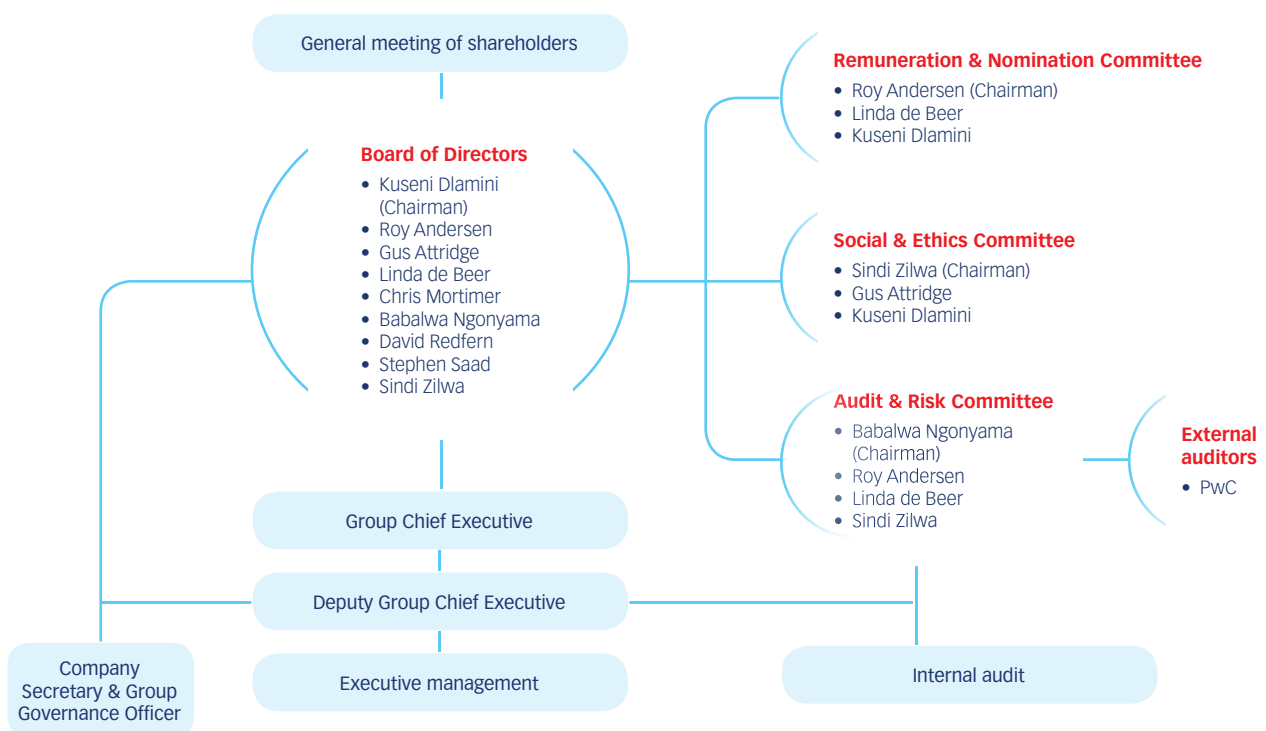 General meeting of shareholders
Board of Directors
• Kuseni Dlamini
(Chairman)
• Roy Andersen
• Gus Attridge
• Linda de Beer
• Chris Mortimer
• Babalwa Ngonyama
• David Redfern
• Stephen Saad
• Sindi Zilwa
Remuneration & Nomination Committee
• Roy Andersen (Chairman)
• Linda de Beer
• Kuseni Dlamini
Social & Ethics Committee
• Sindi Zilwa (Chairman)
• Gus Attridge
• Kuseni Dlamini
Audit & Risk Committee
• Babalwa Ngonyama
(Chairman)
• Roy Andersen
• Linda de Beer
• Sindi Zilwa
External
auditors
• PwC
Group Chief Executive
Deputy Group Chief Executive
Executive management
Company
Secretary & Group
Governance Officer
Internal audit